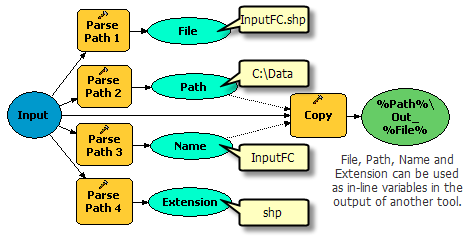 Parse
Path 1
File
InputFC.shp
Parse
Path 2
Path
C:\Data
Input
Copy
%Path%\
Out_
%File%
Parse
Path 3
Name
InputFC
File, Path, Name and
Extension can be used
as in-line variables in the
output of another tool.
Parse
Path 4
Extension
shp